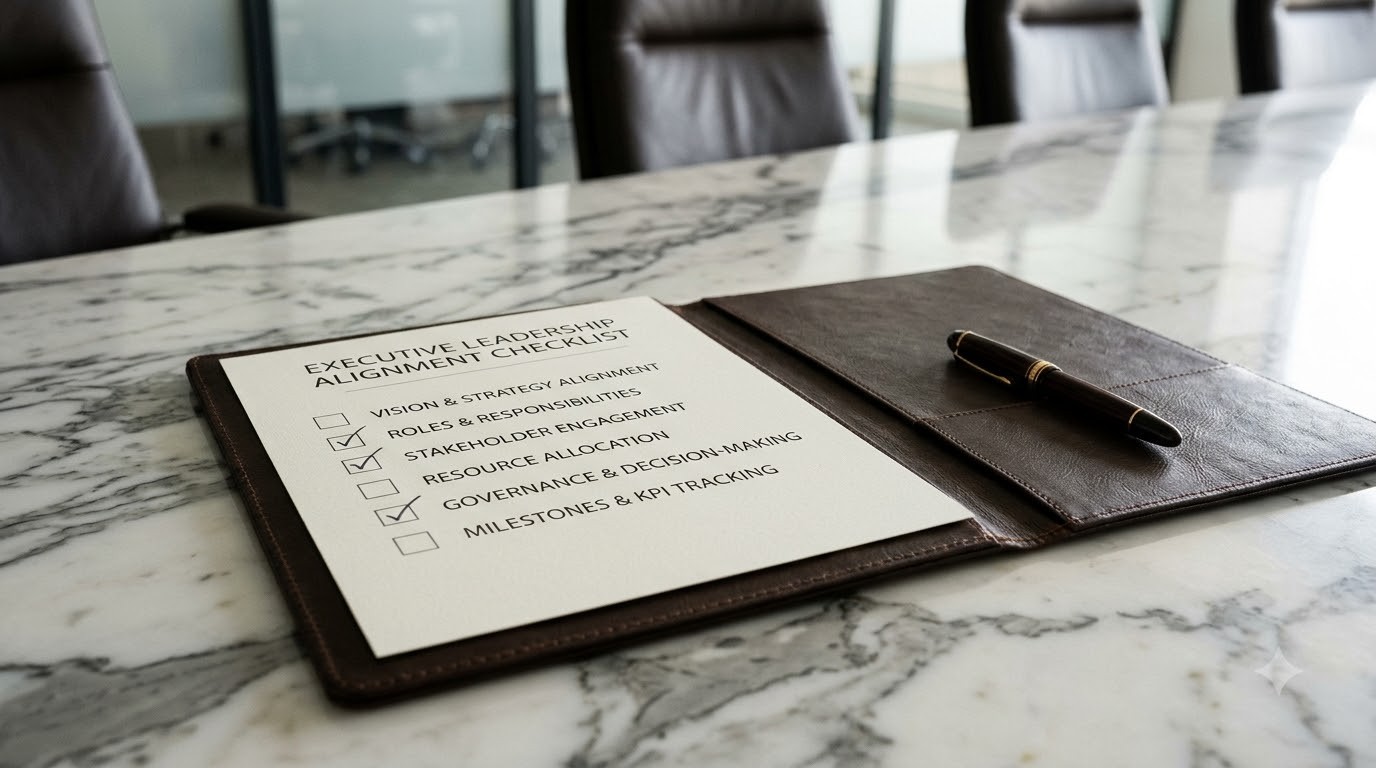 EXECUTIVE LEADERSHIP
ALIGNMENT CHECKLIST
VISION & STRATEGY ALIGNMENT
ROLES & RESPONSIBILITIES
STAKEHOLDER ENGAGEMENT
RESOURCE ALLOCATION
GOVERNANCE & DECISION-MAKING
MILESTONES & KPI TRACKING